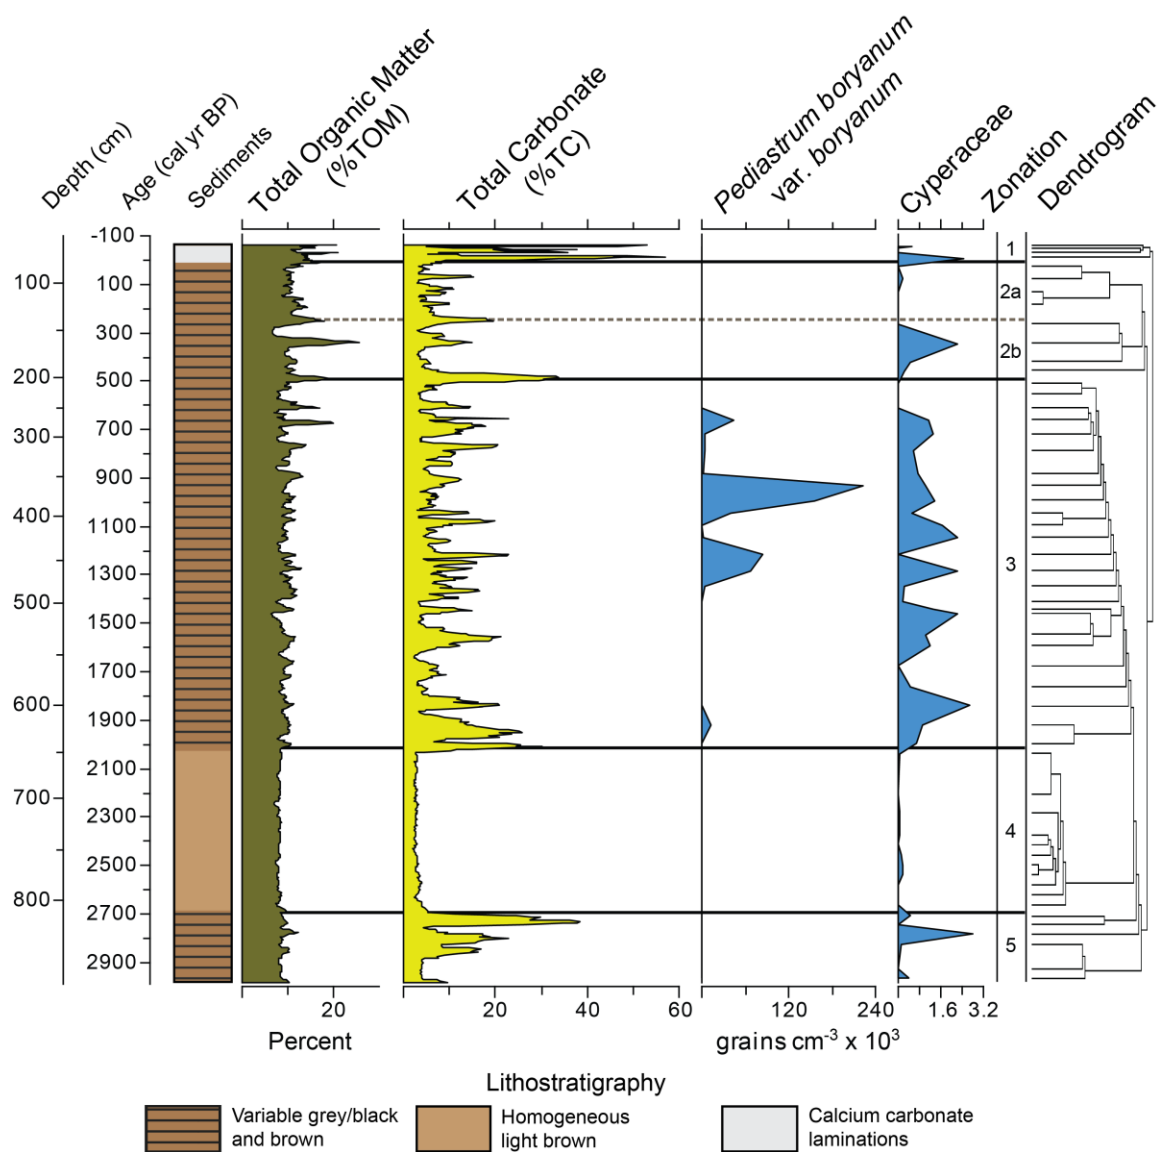 Depth (cm)
Age (cal yr BP)
Sediments
Total Organic Matter
(%TOM)
Total Carbonate
(%TC)
Pediastrum boryanum
var. boryanum
Cyperaceae
Zonation
Dendrogram
100
200
300
400
500
600
700
800
-100
100
300
500
700
900
1100
1300
1500
1700
1900
2100
2300
2500
2700
2900
1
2a
2b
3
4
5
20
20
40
60
120
240
1.6
3.2
Percent
grains cm-3 x 103
Lithostratigraphy
Variable grey/black
and brown
Homogeneous
light brown
Calcium carbonate
laminations